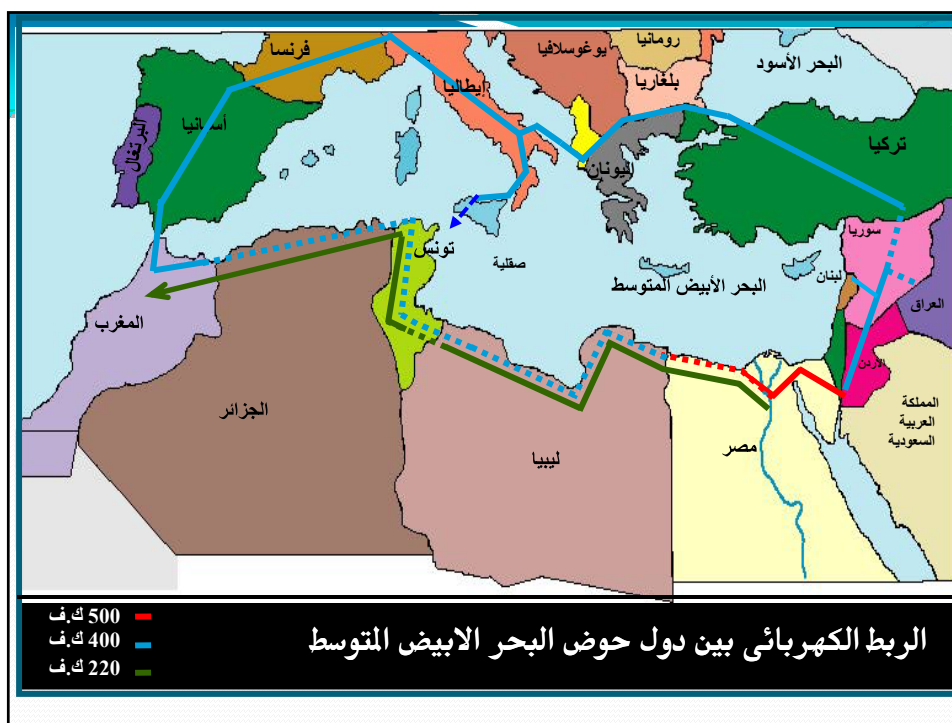 رومانيا
فرنسا
يوغوسلافيا
البحر الأسود
بلغاريا
إيطاليا
أسبانيا
البرتغال
تركيا
اليونان
سوريا
تونس
صقلية
لبنان
البحر الأبيض المتوسط
العراق
المغرب
الأردن
الجزائر
المملكة
العربية
السعودية
مصر
ليبيا
500 ك.ف
400 ك.ف
220 ك.ف
الربط الكهربائى بين دول حوض البحر الابيض المتوسط